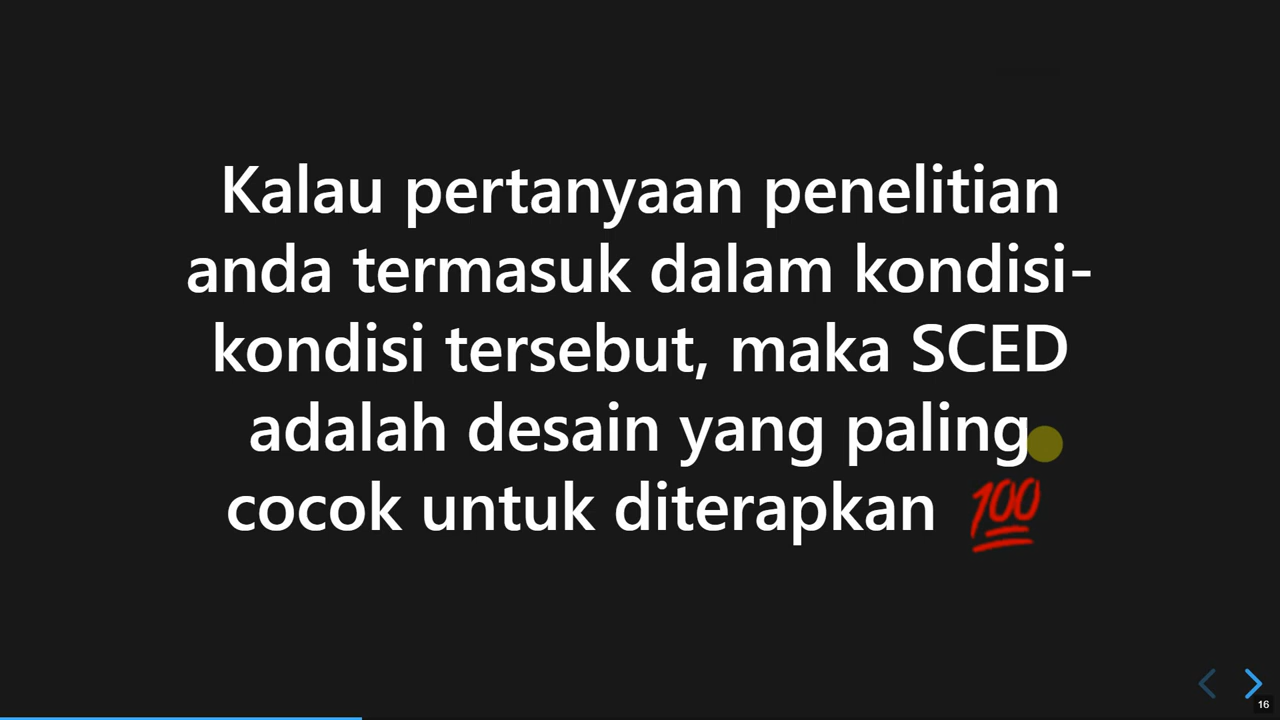 Kalau pertanyaan penelitian
anda termasuk dalam kondisi-
kondisi tersebut, maka SCED
adalah desain yang paling
cocok untuk diterapkan 💯
16